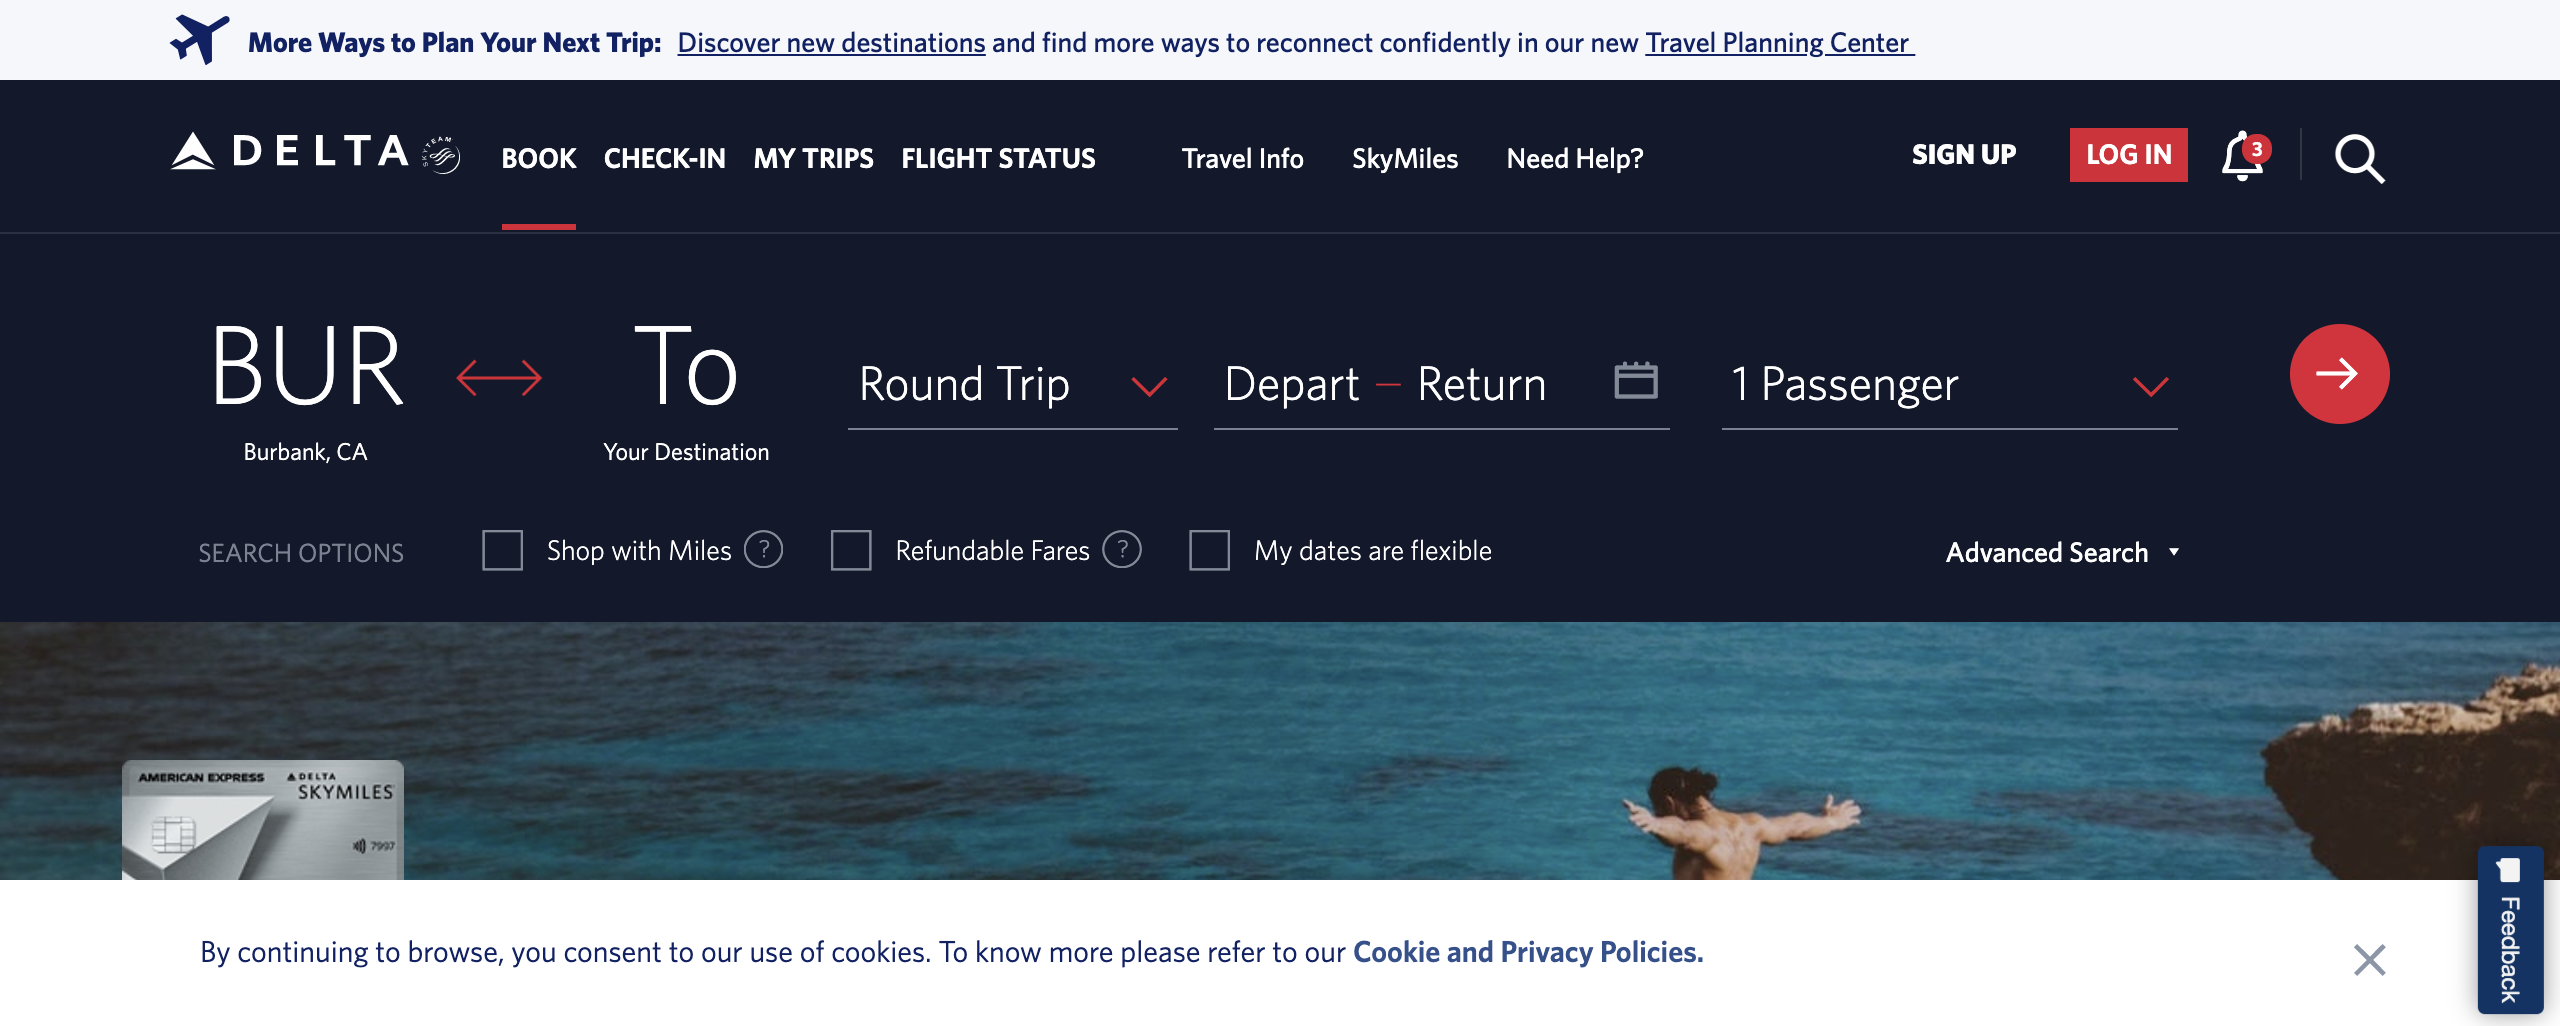 More Ways to Plan Your Next Trip: Discover new destinations and find more ways to reconnect confidently in our new Travel Planning Center
DELTA SKYTEAM BOOK CHECK-IN MY TRIPS FLIGHT STATUS Travel Info SkyMiles Need Help? SIGN UP LOG IN 3
BUR To Round Trip Depart – Return 1 Passenger
Burbank, CA Your Destination
SEARCH OPTIONS Shop with Miles ? Refundable Fares ? My dates are flexible Advanced Search
AMERICAN EXPRESS DELTA
SKYMILES
7997
By continuing to browse, you consent to our use of cookies. To know more please refer to our Cookie and Privacy Policies.
Feedback